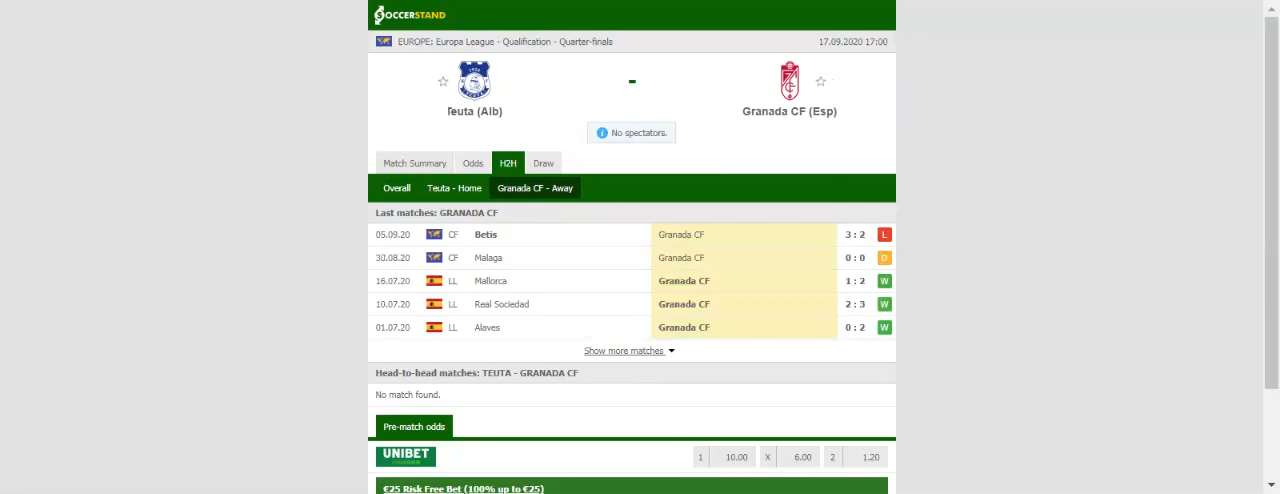 SOCCERSTAND
EUROPE: Europa League - Qualification - Quarter-finals 17.09.2020 17:00
-
Teuta (Alb) Granada CF (Esp)
No spectators.
Match Summary Odds H2H Draw
Overall Teuta - Home Granada CF - Away
Last matches: GRANADA CF
05.09.20 CF Betis Granada CF 3 : 2 L
30.08.20 CF Malaga Granada CF 0 : 0 D
16.07.20 LL Mallorca Granada CF 1 : 2 W
10.07.20 LL Real Sociedad Granada CF 2 : 3 W
01.07.20 LL Alaves Granada CF 0 : 2 W
Show more matches
Head-to-head matches: TEUTA - GRANADA CF
No match found.
Pre-match odds
UNIBET 1 10.00 X 6.00 2 1.20
€25 Risk Free Bet (100% up to €25)